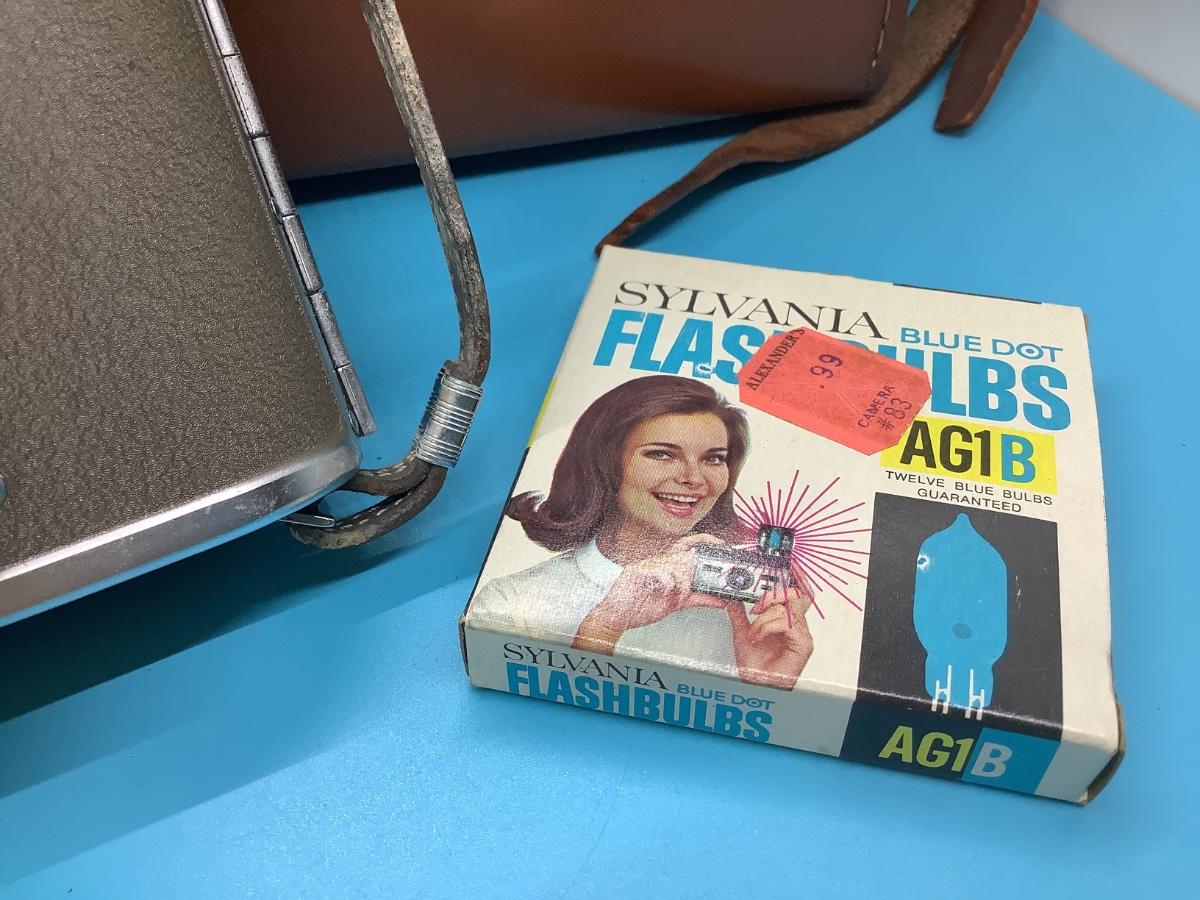 SYLVANIA
BLUE DOT
FLASHBULBS
ALEXANDER'S
.99
CAMERA
#83
AG1B
TWELVE BLUE BULBS
GUARANTEED
SYLVANIA
BLUE DOT
FLASHBULBS
AG1B